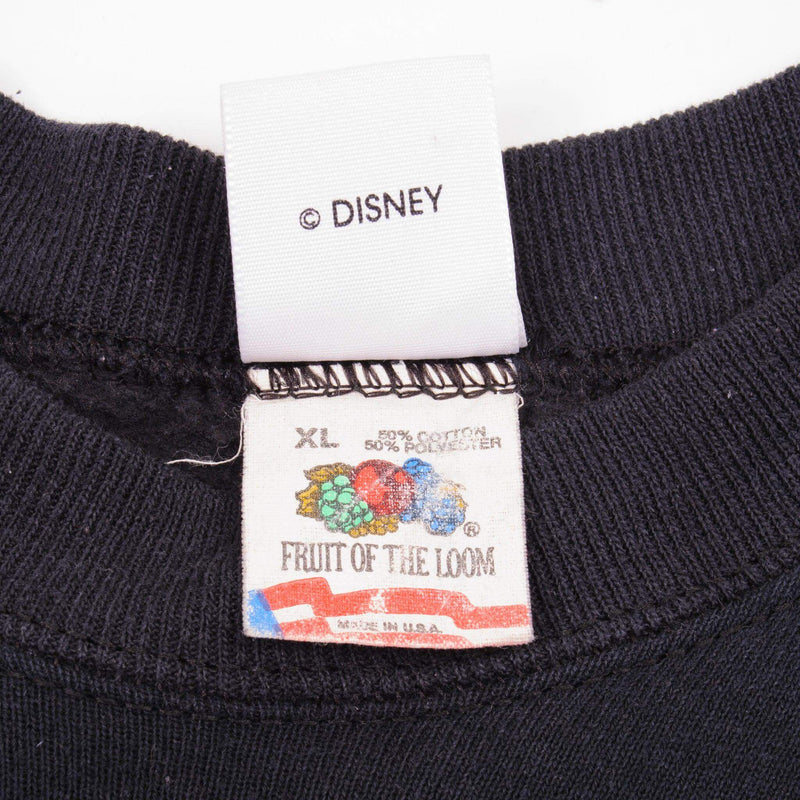 © DISNEY
XL 50% COTTON
50% POLYESTER
®
FRUIT OF THE LOOM
MADE IN U.S.A.